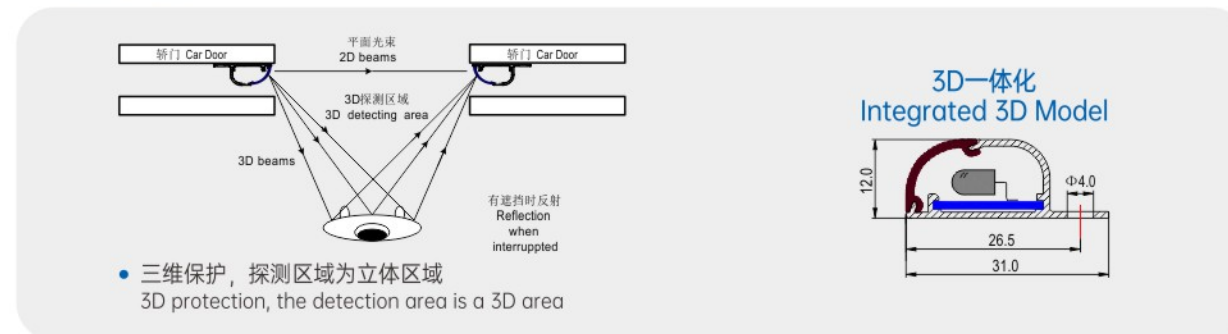 轿门 Car Door
平面光束
2D beams
轿门 Car Door
3D探测区域
3D detecting area
3D beams
有遮挡时反射
Reflection
when
interruppted
三维保护，探测区域为立体区域
3D protection, the detection area is a 3D area
3D一体化
Integrated 3D Model
12.0
Φ4.0
26.5
31.0